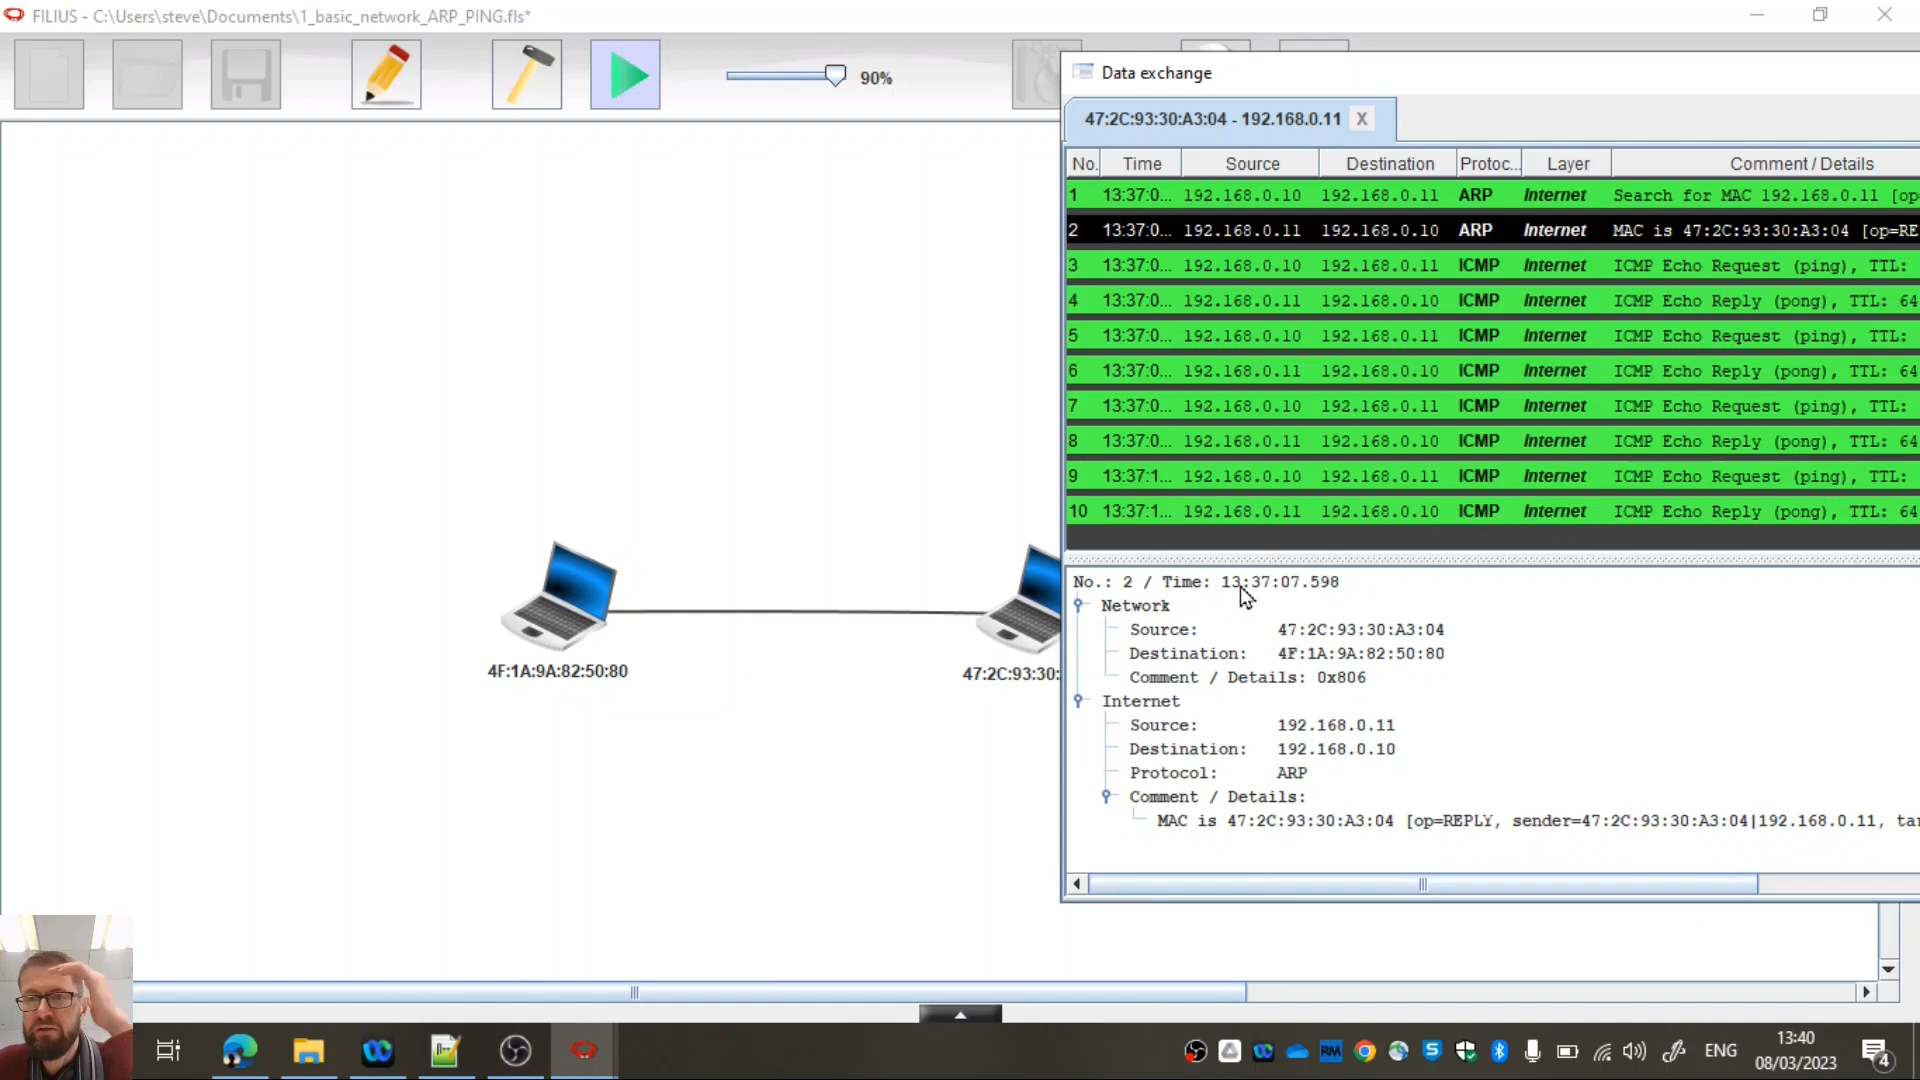 FILIUS - C:\Users\steve\Documents\1_basic_network_ARP_PING.fls*
90%
Data exchange
47:2C:93:30:A3:04 - 192.168.0.11 X
No. Time Source Destination Protoc... Layer Comment / Details
1 13:37:0... 192.168.0.10 192.168.0.11 ARP Internet Search for MAC 192.168.0.11 [op
2 13:37:0... 192.168.0.11 192.168.0.10 ARP Internet MAC is 47:2C:93:30:A3:04 [op=RE
3 13:37:0... 192.168.0.10 192.168.0.11 ICMP Internet ICMP Echo Request (ping), TTL:
4 13:37:0... 192.168.0.11 192.168.0.10 ICMP Internet ICMP Echo Reply (pong), TTL: 64
5 13:37:0... 192.168.0.10 192.168.0.11 ICMP Internet ICMP Echo Request (ping), TTL:
6 13:37:0... 192.168.0.11 192.168.0.10 ICMP Internet ICMP Echo Reply (pong), TTL: 64
7 13:37:0... 192.168.0.10 192.168.0.11 ICMP Internet ICMP Echo Request (ping), TTL:
8 13:37:0... 192.168.0.11 192.168.0.10 ICMP Internet ICMP Echo Reply (pong), TTL: 64
9 13:37:1... 192.168.0.10 192.168.0.11 ICMP Internet ICMP Echo Request (ping), TTL:
10 13:37:1... 192.168.0.11 192.168.0.10 ICMP Internet ICMP Echo Reply (pong), TTL: 64
No.: 2 / Time: 13:37:07.598
Network
Source: 47:2C:93:30:A3:04
Destination: 4F:1A:9A:82:50:80
Comment / Details: 0x806
Internet
Source: 192.168.0.11
Destination: 192.168.0.10
Protocol: ARP
Comment / Details:
MAC is 47:2C:93:30:A3:04 [op=REPLY, sender=47:2C:93:30:A3:04|192.168.0.11, tar
4F:1A:9A:82:50:80
47:2C:93:30:
RM
S
ENG
13:40
08/03/2023
4